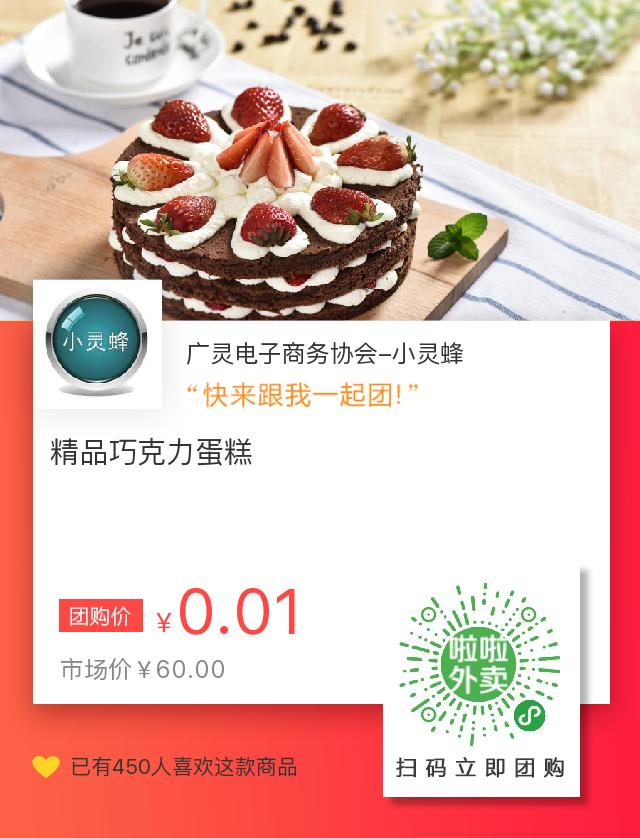 小灵蜂
广灵电子商务协会-小灵蜂
“快来跟我一起团!”
精品巧克力蛋糕
团购价 ¥0.01
市场价¥60.00
啦啦
外卖
已有450人喜欢这款商品
扫码立即团购